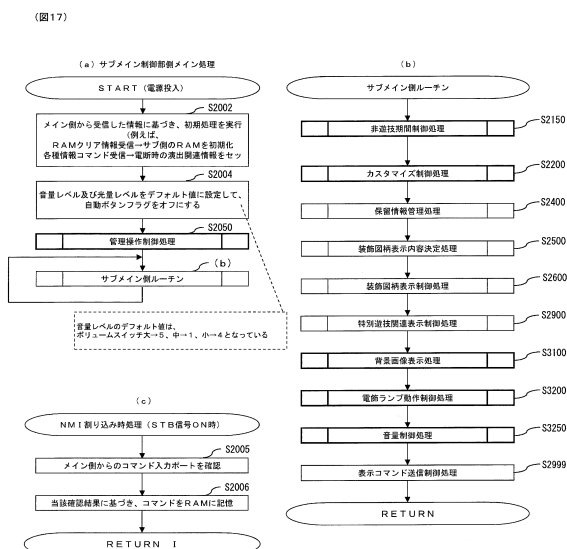 (図17)
(a) サブメイン制御部側メイン処理
START (電源投入)
S2002
メイン側から受信した情報に基づき、初期処理を実行
(例えば、
RAMクリア情報受信→サブ側のRAMを初期化
各種情報コマンド受信→電断時の演出関連情報をセッ
S2004
音量レベル及び光量レベルをデフォルト値に設定して、
自動ボタンフラグをオフにする
S2050
管理操作制御処理
(b)
サブメイン側ルーチン
音量レベルのデフォルト値は、
ボリュームスイッチ大→5、中→1、小→4となっている
(c)
NMI割り込み時処理 (STB信号ON時)
S2005
メイン側からのコマンド入力ポートを確認
S2006
当該確認結果に基づき、コマンドをRAMに記憶
RETURN I
(b)
サブメイン側ルーチン
S2150
非遊技期間制御処理
S2200
カスタマイズ制御処理
S2400
保留情報管理処理
S2500
装飾図柄表示内容決定処理
S2600
装飾図柄表示制御処理
S2900
特別遊技関連表示制御処理
S3100
背景画像表示処理
S3200
電飾ランプ動作制御処理
S3250
音量制御処理
S2999
表示コマンド送信制御処理
RETURN